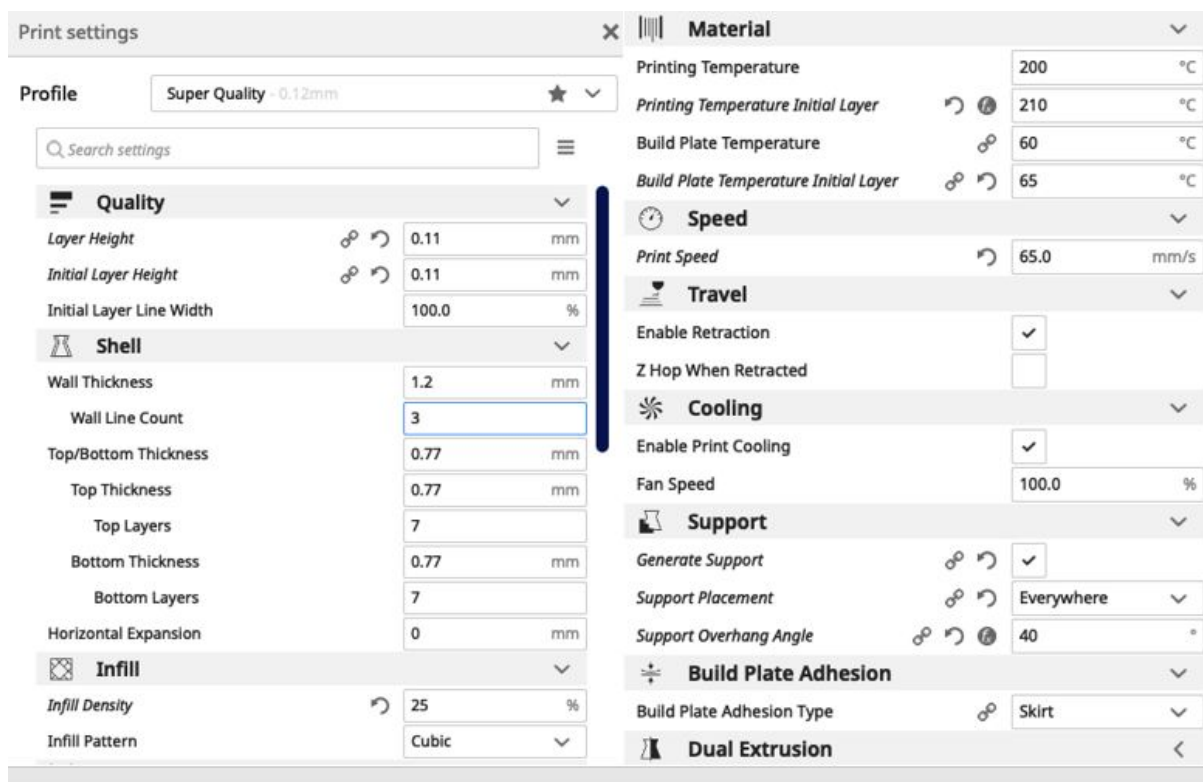 Print settings
Profile Super Quality - 0.12mm
Search settings
Quality
Layer Height 0.11 mm
Initial Layer Height 0.11 mm
Initial Layer Line Width 100.0 %
Shell
Wall Thickness 1.2 mm
Wall Line Count 3
Top/Bottom Thickness 0.77 mm
Top Thickness 0.77 mm
Top Layers 7
Bottom Thickness 0.77 mm
Bottom Layers 7
Horizontal Expansion 0 mm
Infill
Infill Density 25 %
Infill Pattern Cubic
Material
Printing Temperature 200 °C
Printing Temperature Initial Layer 210 °C
Build Plate Temperature 60 °C
Build Plate Temperature Initial Layer 65 °C
Speed
Print Speed 65.0 mm/s
Travel
Enable Retraction
Z Hop When Retracted
Cooling
Enable Print Cooling
Fan Speed 100.0 %
Support
Generate Support
Support Placement Everywhere
Support Overhang Angle 40 °
Build Plate Adhesion
Build Plate Adhesion Type Skirt
Dual Extrusion